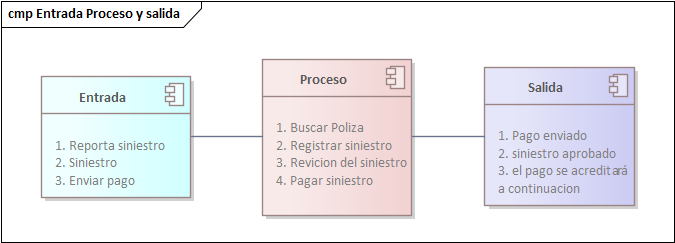 cmp Entrada Proceso y salida
Entrada
1. Reporta siniestro
2. Siniestro
3. Enviar pago
Proceso
1. Buscar Poliza
2. Registrar siniestro
3. Revicion del siniestro
4. Pagar siniestro
Salida
1. Pago enviado
2. siniestro aprobado
3. el pago se acreditará
a continuacion